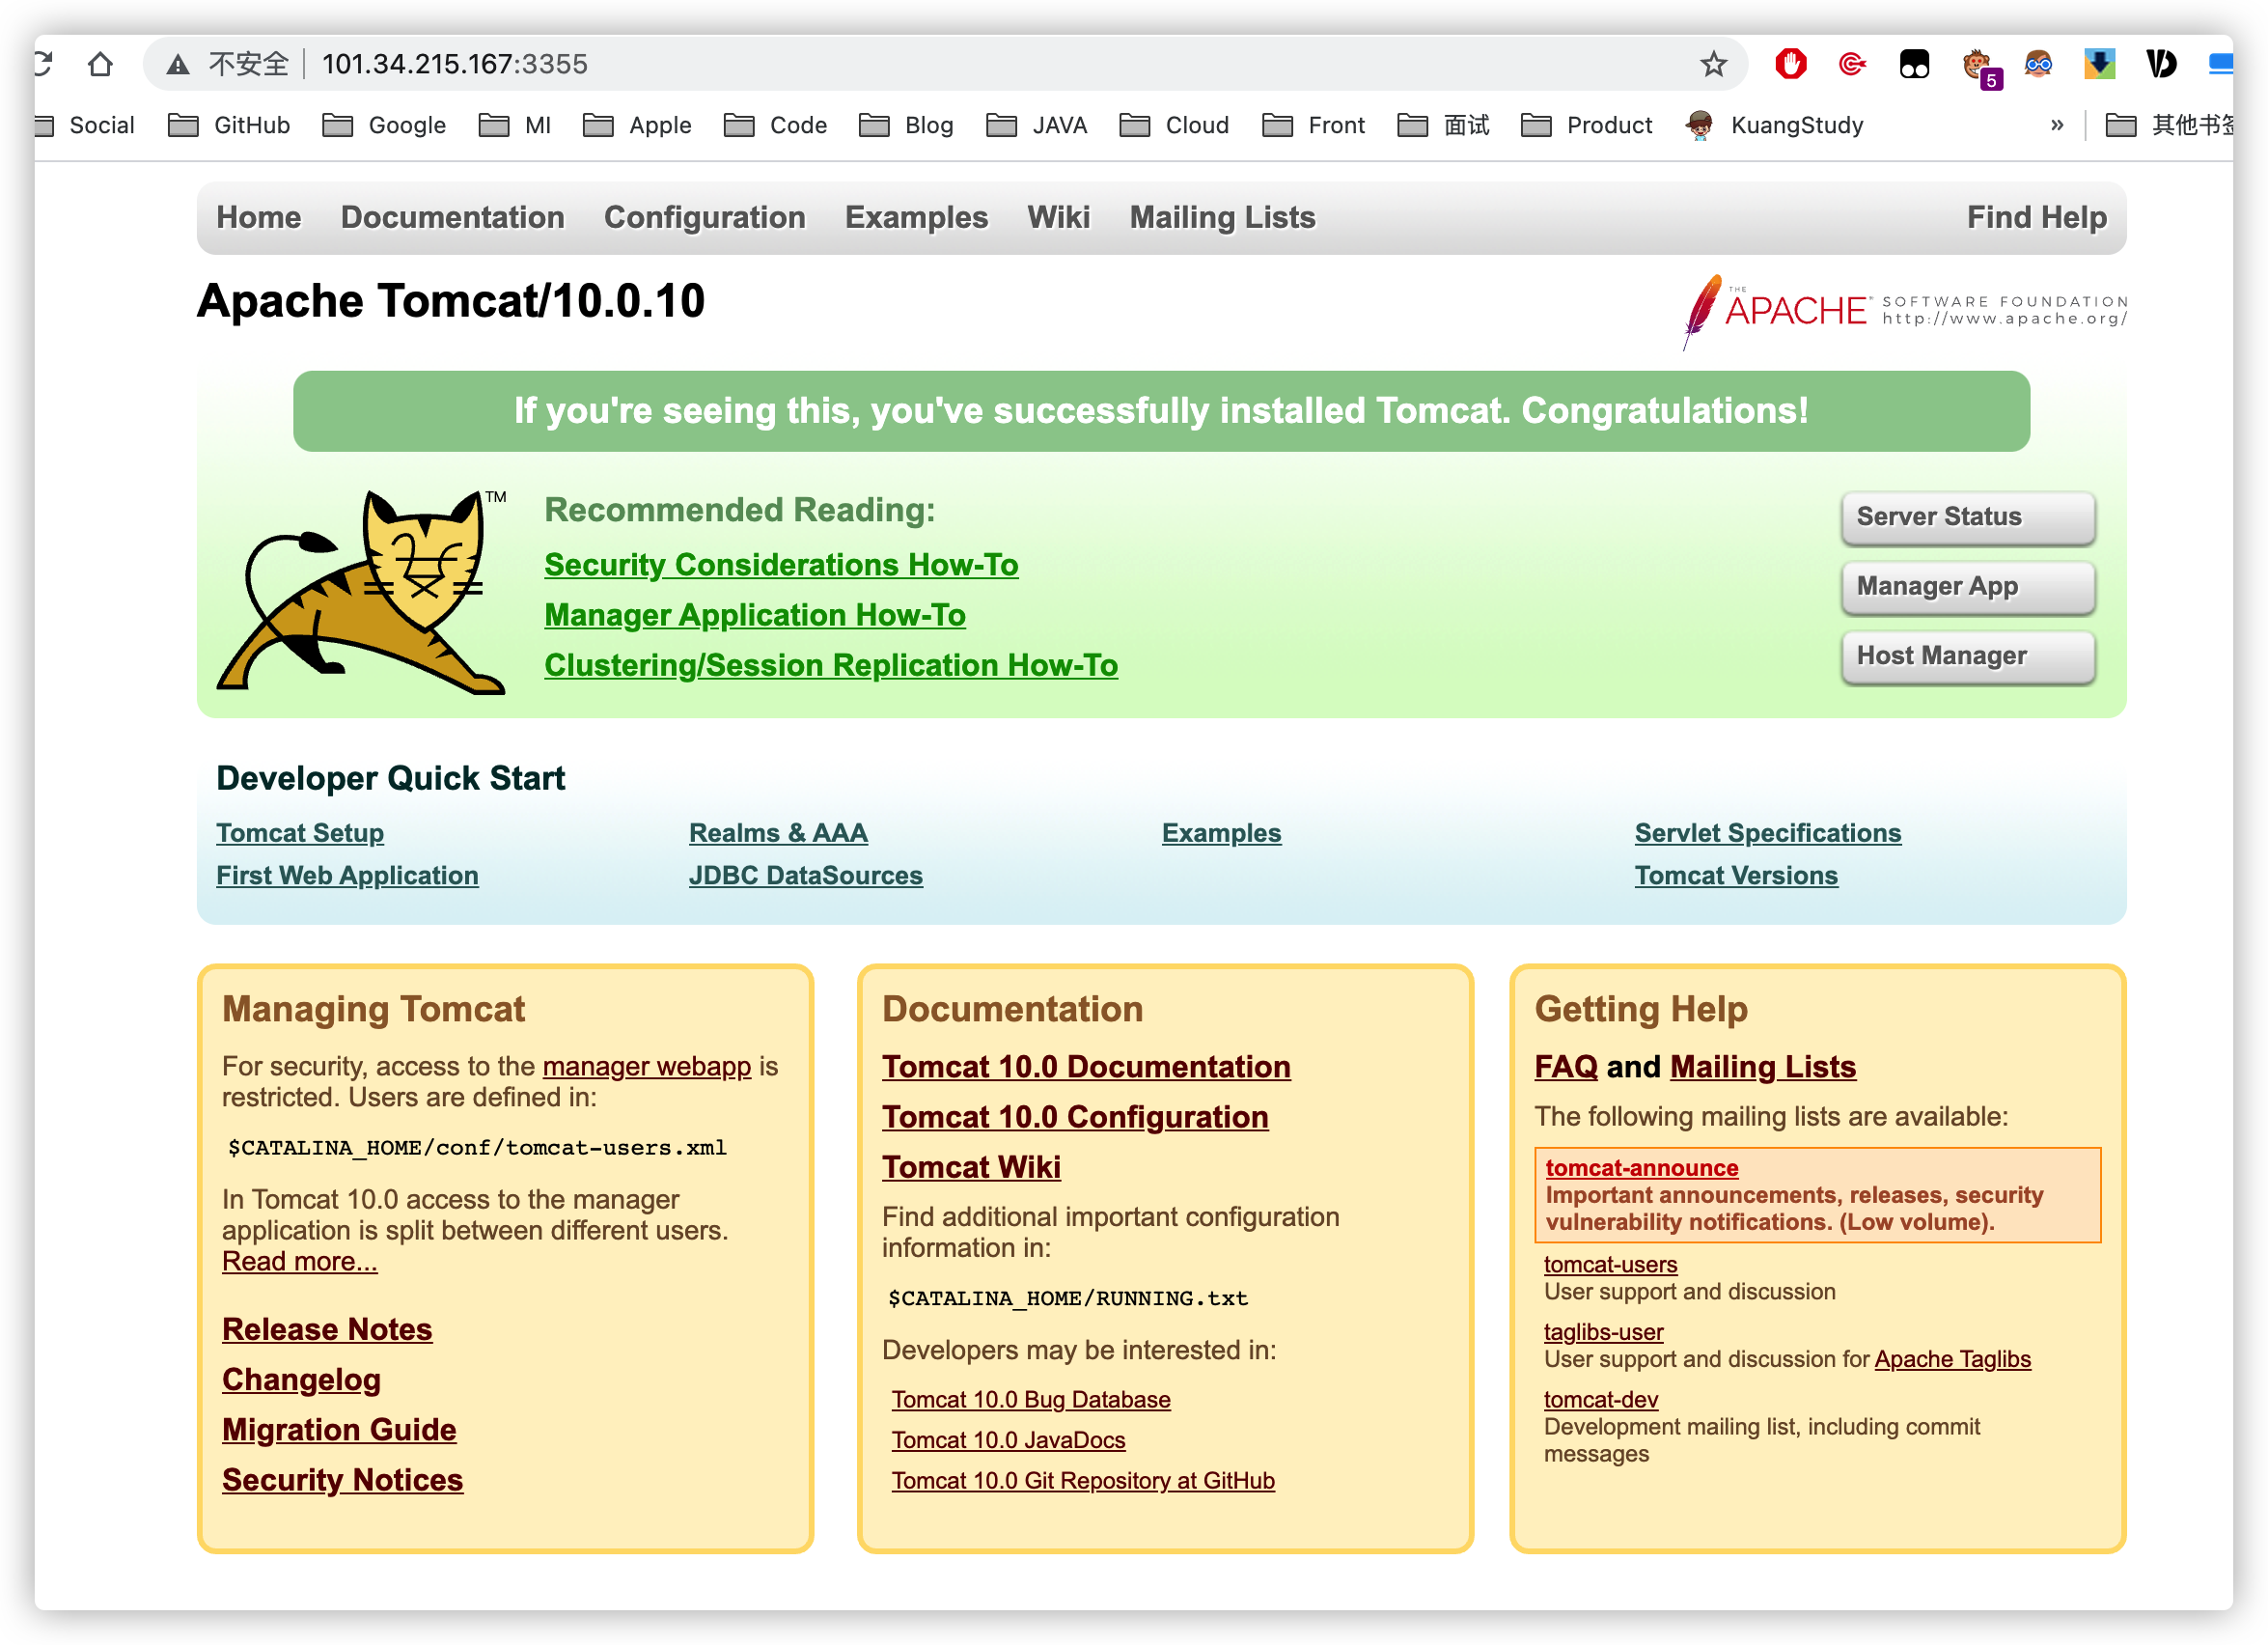 不安全 101.34.215.167:3355
5
Social GitHub Google MI Apple Code Blog JAVA Cloud Front 面试 Product KuangStudy » 其他书
Home Documentation Configuration Examples Wiki Mailing Lists Find Help
Apache Tomcat/10.0.10
THE
APACHE SOFTWARE FOUNDATION
http://www.apache.org/
If you're seeing this, you've successfully installed Tomcat. Congratulations!
TM
Recommended Reading:
Security Considerations How-To
Manager Application How-To
Clustering/Session Replication How-To
Server Status
Manager App
Host Manager
Developer Quick Start
Tomcat Setup
First Web Application
Realms & AAA
JDBC DataSources
Examples
Servlet Specifications
Tomcat Versions
Managing Tomcat
For security, access to the manager webapp is
restricted. Users are defined in:
$CATALINA_HOME/conf/tomcat-users.xml
In Tomcat 10.0 access to the manager
application is split between different users.
Read more...
Release Notes
Changelog
Migration Guide
Security Notices
Documentation
Tomcat 10.0 Documentation
Tomcat 10.0 Configuration
Tomcat Wiki
Find additional important configuration
information in:
$CATALINA_HOME/RUNNING.txt
Developers may be interested in:
Tomcat 10.0 Bug Database
Tomcat 10.0 JavaDocs
Tomcat 10.0 Git Repository at GitHub
Getting Help
FAQ and Mailing Lists
The following mailing lists are available:
tomcat-announce
Important announcements, releases, security
vulnerability notifications. (Low volume).
tomcat-users
User support and discussion
taglibs-user
User support and discussion for Apache Taglibs
tomcat-dev
Development mailing list, including commit
messages